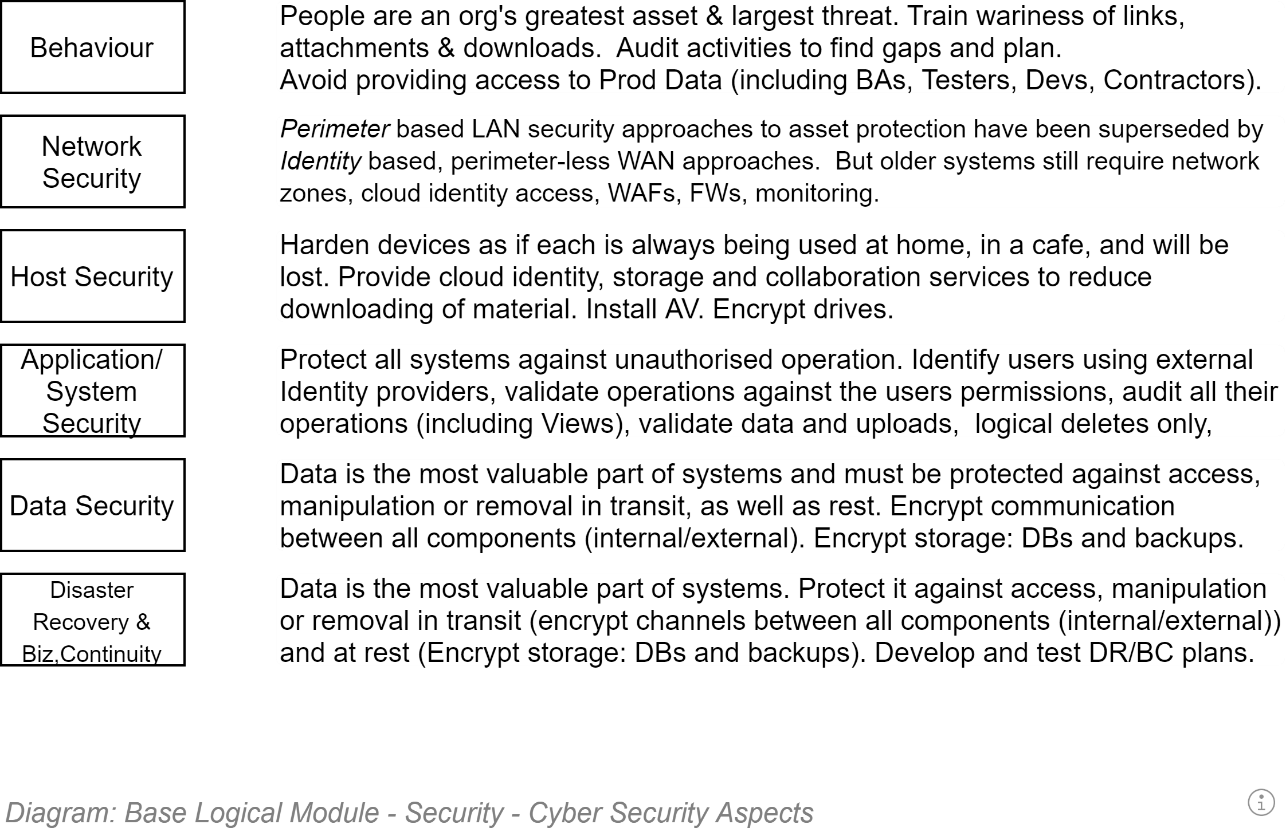 Behaviour
People are an org's greatest asset & largest threat. Train wariness of links,
attachments & downloads.  Audit activities to find gaps and plan.
Avoid providing access to Prod Data (including BAs, Testers, Devs, Contractors).
Network
Security
Perimeter based LAN security approaches to asset protection have been superseded by
Identity based, perimeter-less WAN approaches.  But older systems still require network
zones, cloud identity access, WAFs, FWs, monitoring.
Host Security
Harden devices as if each is always being used at home, in a cafe, and will be
lost. Provide cloud identity, storage and collaboration services to reduce
downloading of material. Install AV. Encrypt drives.
Application/
System
Security
Protect all systems against unauthorised operation. Identify users using external
Identity providers, validate operations against the users permissions, audit all their
operations (including Views), validate data and uploads,  logical deletes only,
Data Security
Data is the most valuable part of systems and must be protected against access,
manipulation or removal in transit, as well as rest. Encrypt communication
between all components (internal/external). Encrypt storage: DBs and backups.
Disaster
Recovery &
Biz,Continuity
Data is the most valuable part of systems. Protect it against access, manipulation
or removal in transit (encrypt channels between all components (internal/external))
and at rest (Encrypt storage: DBs and backups). Develop and test DR/BC plans.
Diagram: Base Logical Module - Security - Cyber Security Aspects